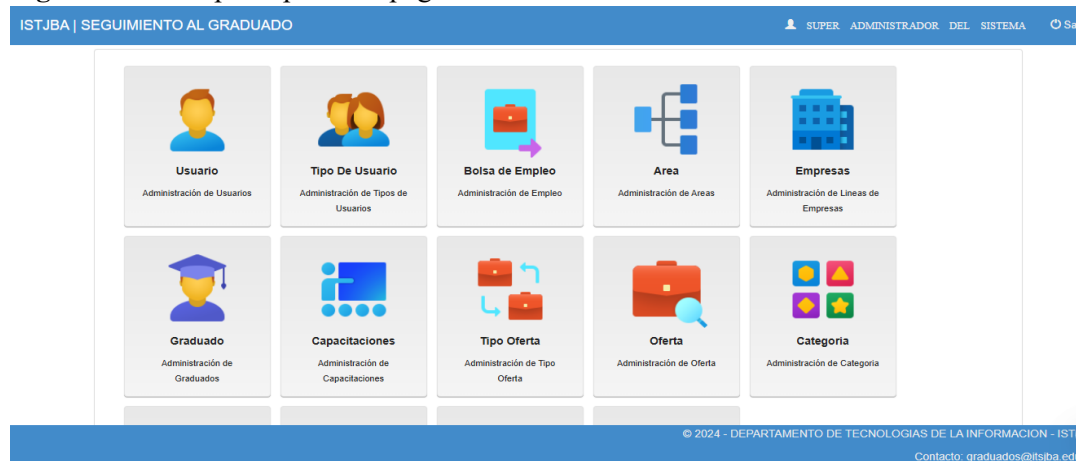 ISTJBA | SEGUIMIENTO AL GRADUADO
SUPER ADMINISTRADOR DEL SISTEMA
Sa
Usuario
Administración de Usuarios
Tipo De Usuario
Administración de Tipos de
Usuarios
Bolsa de Empleo
Administración de Empleo
Area
Administración de Areas
Empresas
Administración de Lineas de
Empresas
Graduado
Administración de
Graduados
Capacitaciones
Administración de
Capacitaciones
Tipo Oferta
Administración de Tipo
Oferta
Oferta
Administración de Oferta
Categoria
Administración de Categoria
© 2024 - DEPARTAMENTO DE TECNOLOGIAS DE LA INFORMACION - IST
Contacto: graduados@itsjba.ed